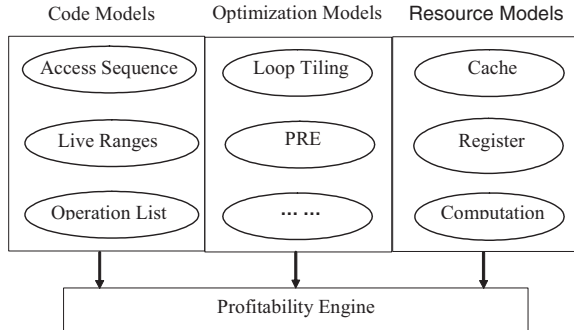 Code Models Optimization Models Resource Models
Access Sequence Loop Tiling Cache
Live Ranges PRE Register
Operation List ... ... Computation
Profitability Engine